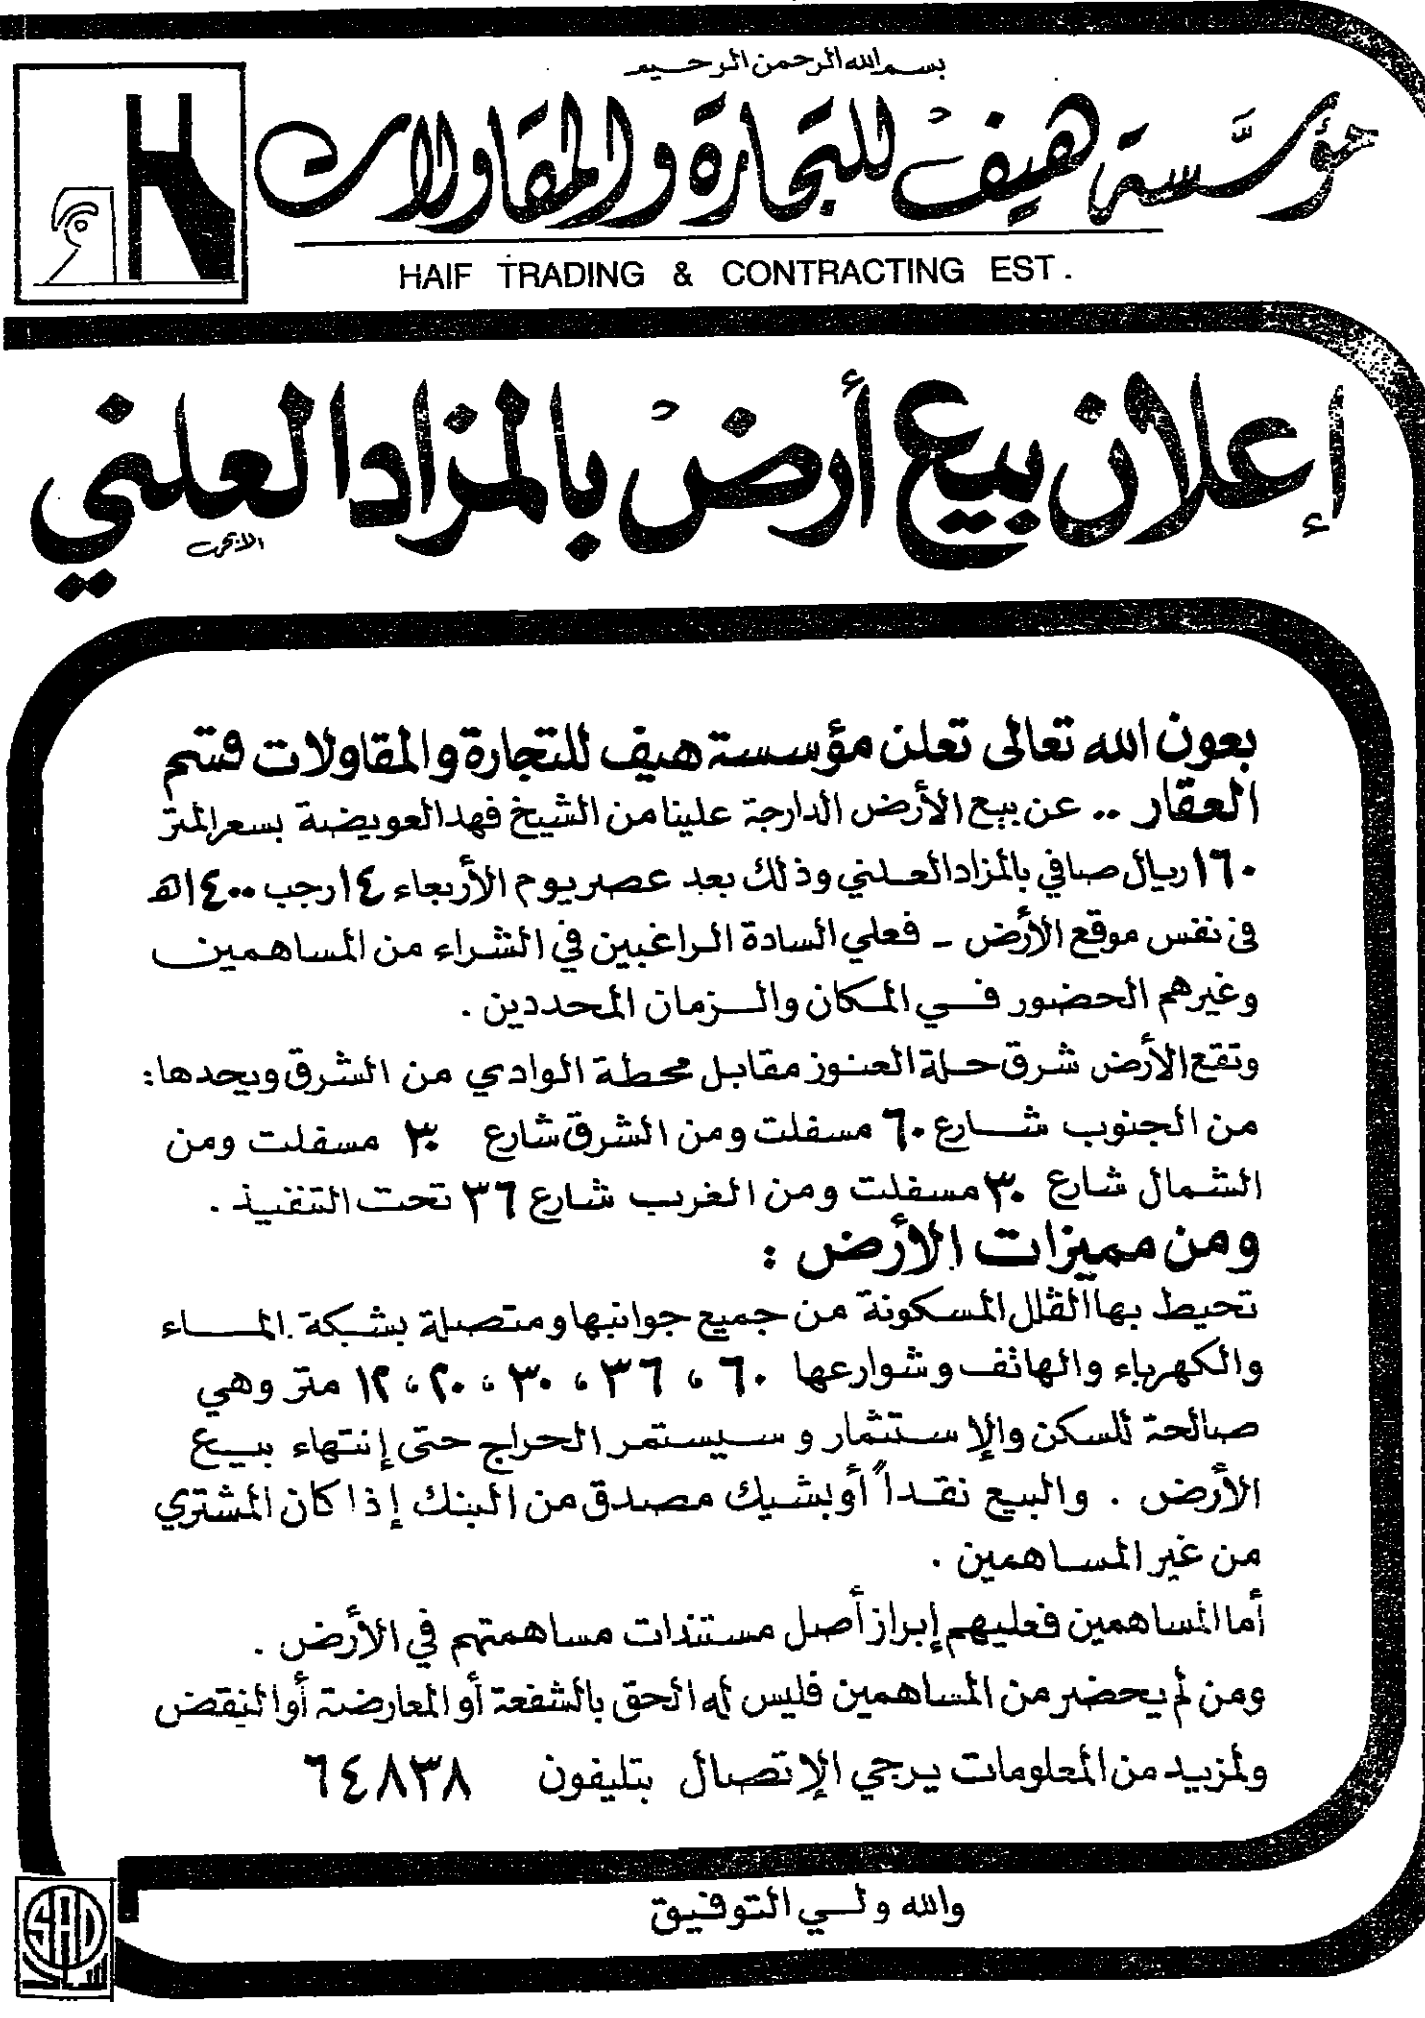 بسم الله الرحمن الرحيم
مؤسسة هيف للتجارة والمقاولات
HAIF TRADING & CONTRACTING EST.
إعلان بيع أرض بالمزاد العلني
بعون الله تعالى تعلن مؤسسة هيف للتجارة والمقاولات قسم
العقار .. عن بيع الأرض الدارجة علينا من الشيخ فهد العويضة بسعر المتر
١٦٠ ريال صافي بالمزاد العلني وذلك بعد عصر يوم الأربعاء ١٤ رجب ١٤٠٠هـ
في نفس موقع الأرض - فعلي السادة الراغبين في الشراء من المساهمين
وغيرهم الحضور في المكان والزمان المحددين .
وتقع الأرض شرق حلة العنوز مقابل محطة الوادي من الشرق ويحدها :
من الجنوب شارع ٦٠ مسفلت ومن الشرق شارع ٣٠ مسفلت ومن
الشمال شارع ٣٠ مسفلت ومن الغرب شارع ٣٦ تحت التنفيذ .
ومن مميزات الأرض :
تحيط بها الفلل المسكونة من جميع جوانبها ومتصلة بشبكة الماء
والكهرباء والهاتف وشوارعها ٦٠ ، ٣٦ ، ٣٠ ، ٢٠ ، ١٢ متر وهي
صالحة للسكن والإستثمار و سيستمر الحراج حتى إنتهاء بيع
الأرض . والبيع نقداً أو بشيك مصدق من البنك إذا كان المشتري
من غير المساهمين .
أما المساهمين فعليهم إبراز أصل مستندات مساهمتهم في الأرض .
ومن لم يحضر من المساهمين فليس له الحق بالشفعة أو المعارضة أو النقض
ولمزيد من المعلومات يرجي الإتصال بتليفون ٦٤٨٣٨
والله ولي التوفيق
SAD